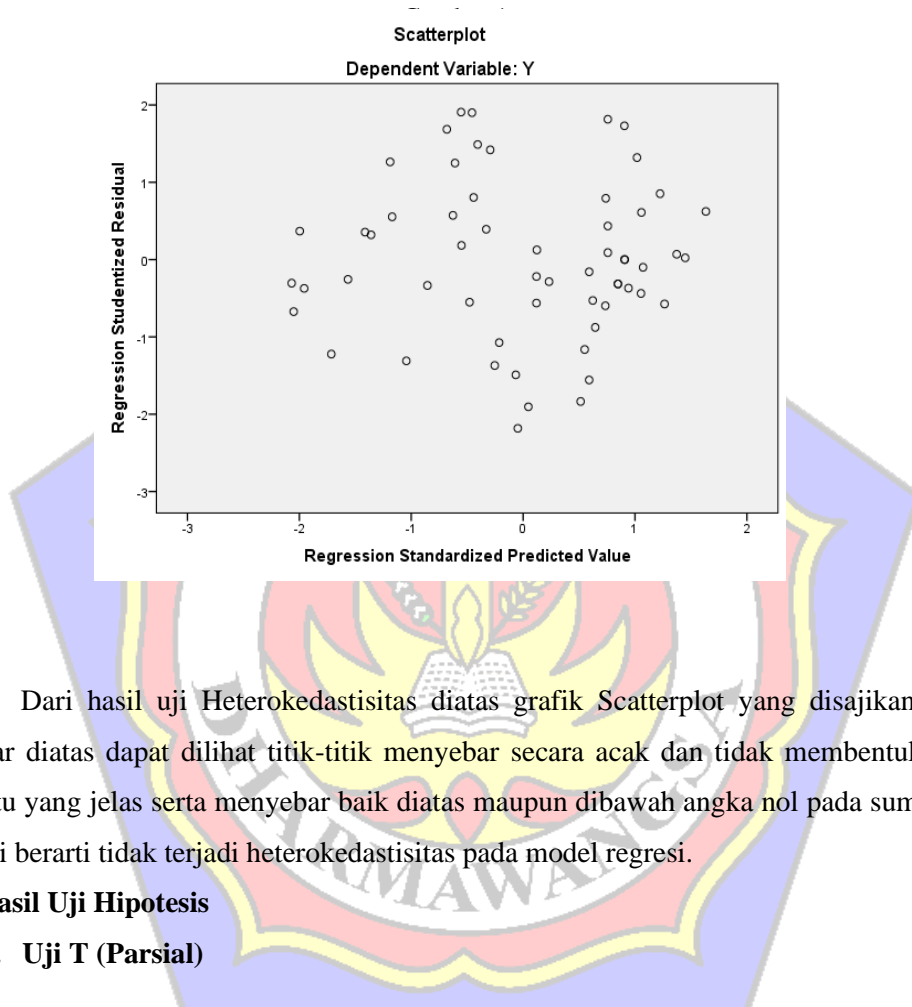 Scatterplot
Dependent Variable: Y
Regression Studentized Residual
2
1
0
-1
-2
-3
-3
-2
-1
0
1
2
Regression Standardized Predicted Value
Dari hasil uji Heterokedastisitas diatas grafik Scatterplot yang disajikan
ar diatas dapat dilihat titik-titik menyebar secara acak dan tidak membentuk
tu yang jelas serta menyebar baik diatas maupun dibawah angka nol pada sum
i berarti tidak terjadi heterokedastisitas pada model regresi.
asil Uji Hipotesis
Uji T (Parsial)
DHARMAWANGSA